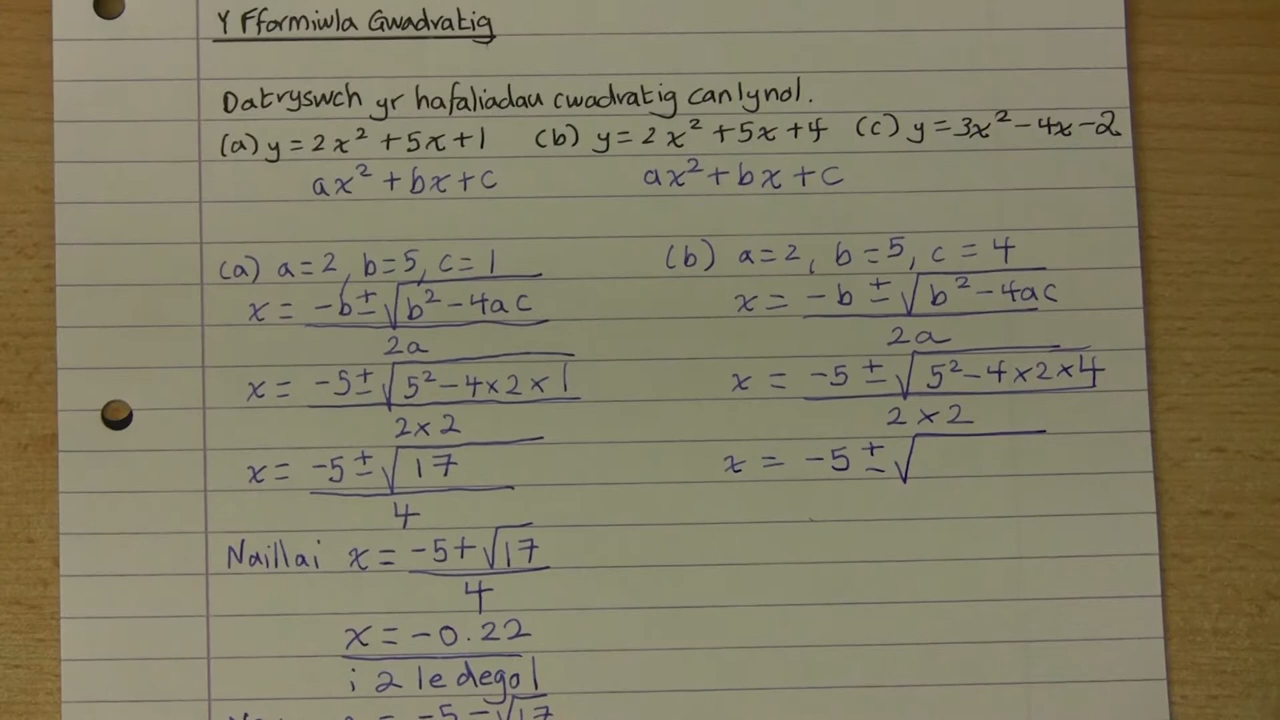 Y Fformiwla Gwadratig
Datryswch yr hafaliadau cwadratig canlynol.
(a) y = 2x² + 5x + 1 (b) y = 2x² + 5x + 4 (c) y = 3x² - 4x - 2
ax² + bx + c ax² + bx + c
(a) a = 2, b = 5, c = 1
x = -b ± √b² - 4ac
2a
x = -5 ± √5² - 4 × 2 × 1
2 × 2
x = -5 ± √17
4
Naillai x = -5 + √17
4
x = -0.22
i 2 le degol
x = -5 - √17
(b) a = 2, b = 5, c = 4
x = -b ± √b² - 4ac
2a
x = -5 ± √5² - 4 × 2 × 4
2 × 2
x = -5 ± √